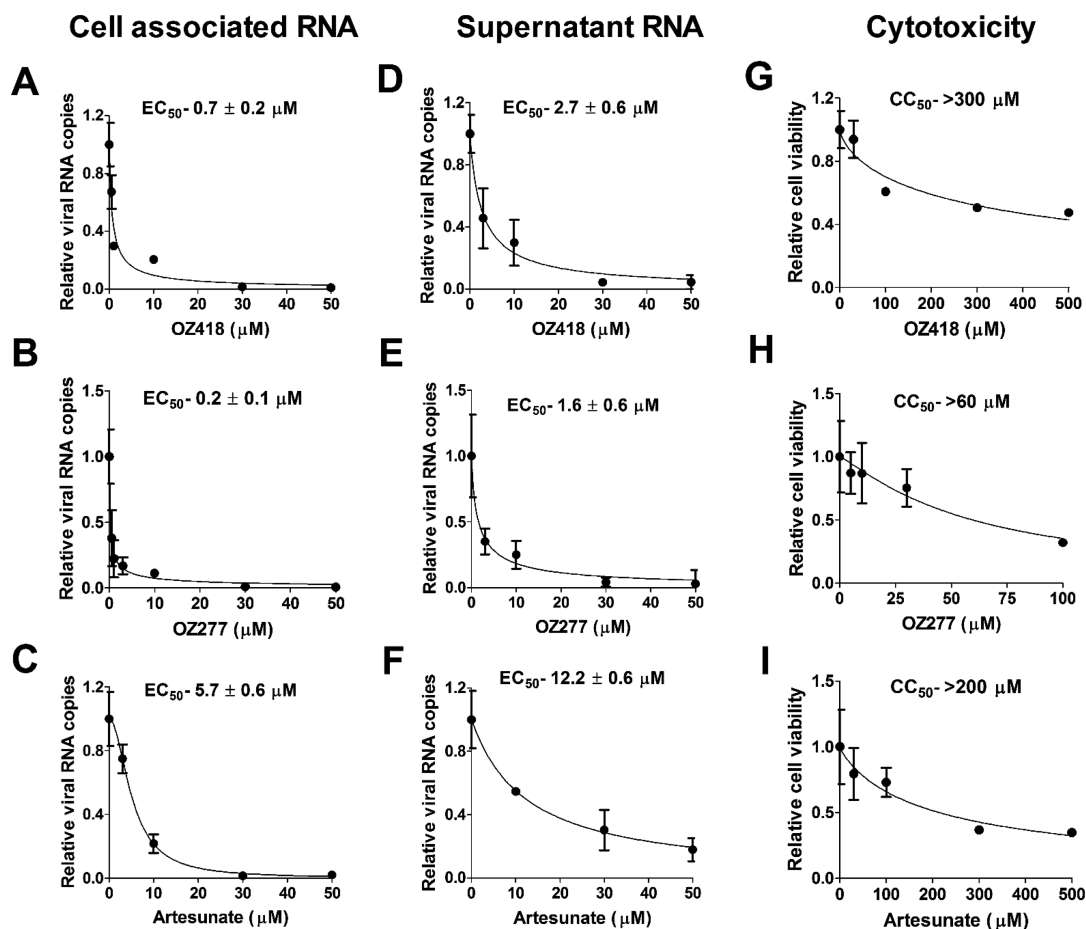 Cell associated RNA
Supernatant RNA
Cytotoxicity
A
EC50- 0.7 ± 0.2 μM
Relative viral RNA copies
1.2
0.8
0.4
0.0
0 10 20 30 40 50
OZ418 (μM)
D
EC50- 2.7 ± 0.6 μM
Relative viral RNA copies
1.2
0.8
0.4
0.0
0 10 20 30 40 50
OZ418 (μM)
G
CC50- >300 μM
Relative cell viability
1.2
0.8
0.4
0.0
0 100 200 300 400 500
OZ418 (μM)
B
EC50- 0.2 ± 0.1 μM
Relative viral RNA copies
1.5
1.0
0.5
0.0
0 10 20 30 40 50
OZ277 (μM)
E
EC50- 1.6 ± 0.6 μM
Relative viral RNA copies
1.5
1.0
0.5
0.0
0 10 20 30 40 50
OZ277 (μM)
H
CC50- >60 μM
Relative cell viability
1.5
1.0
0.5
0.0
0 25 50 75 100
OZ277 (μM)
C
EC50- 5.7 ± 0.6 μM
Relative viral RNA copies
1.2
0.8
0.4
0.0
0 10 20 30 40 50
Artesunate (μM)
F
EC50- 12.2 ± 0.6 μM
Relative viral RNA copies
1.2
0.8
0.4
0.0
0 10 20 30 40 50
Artesunate (μM)
I
CC50- >200 μM
Relative cell viability
1.5
1.0
0.5
0.0
0 100 200 300 400 500
Artesunate (μM)